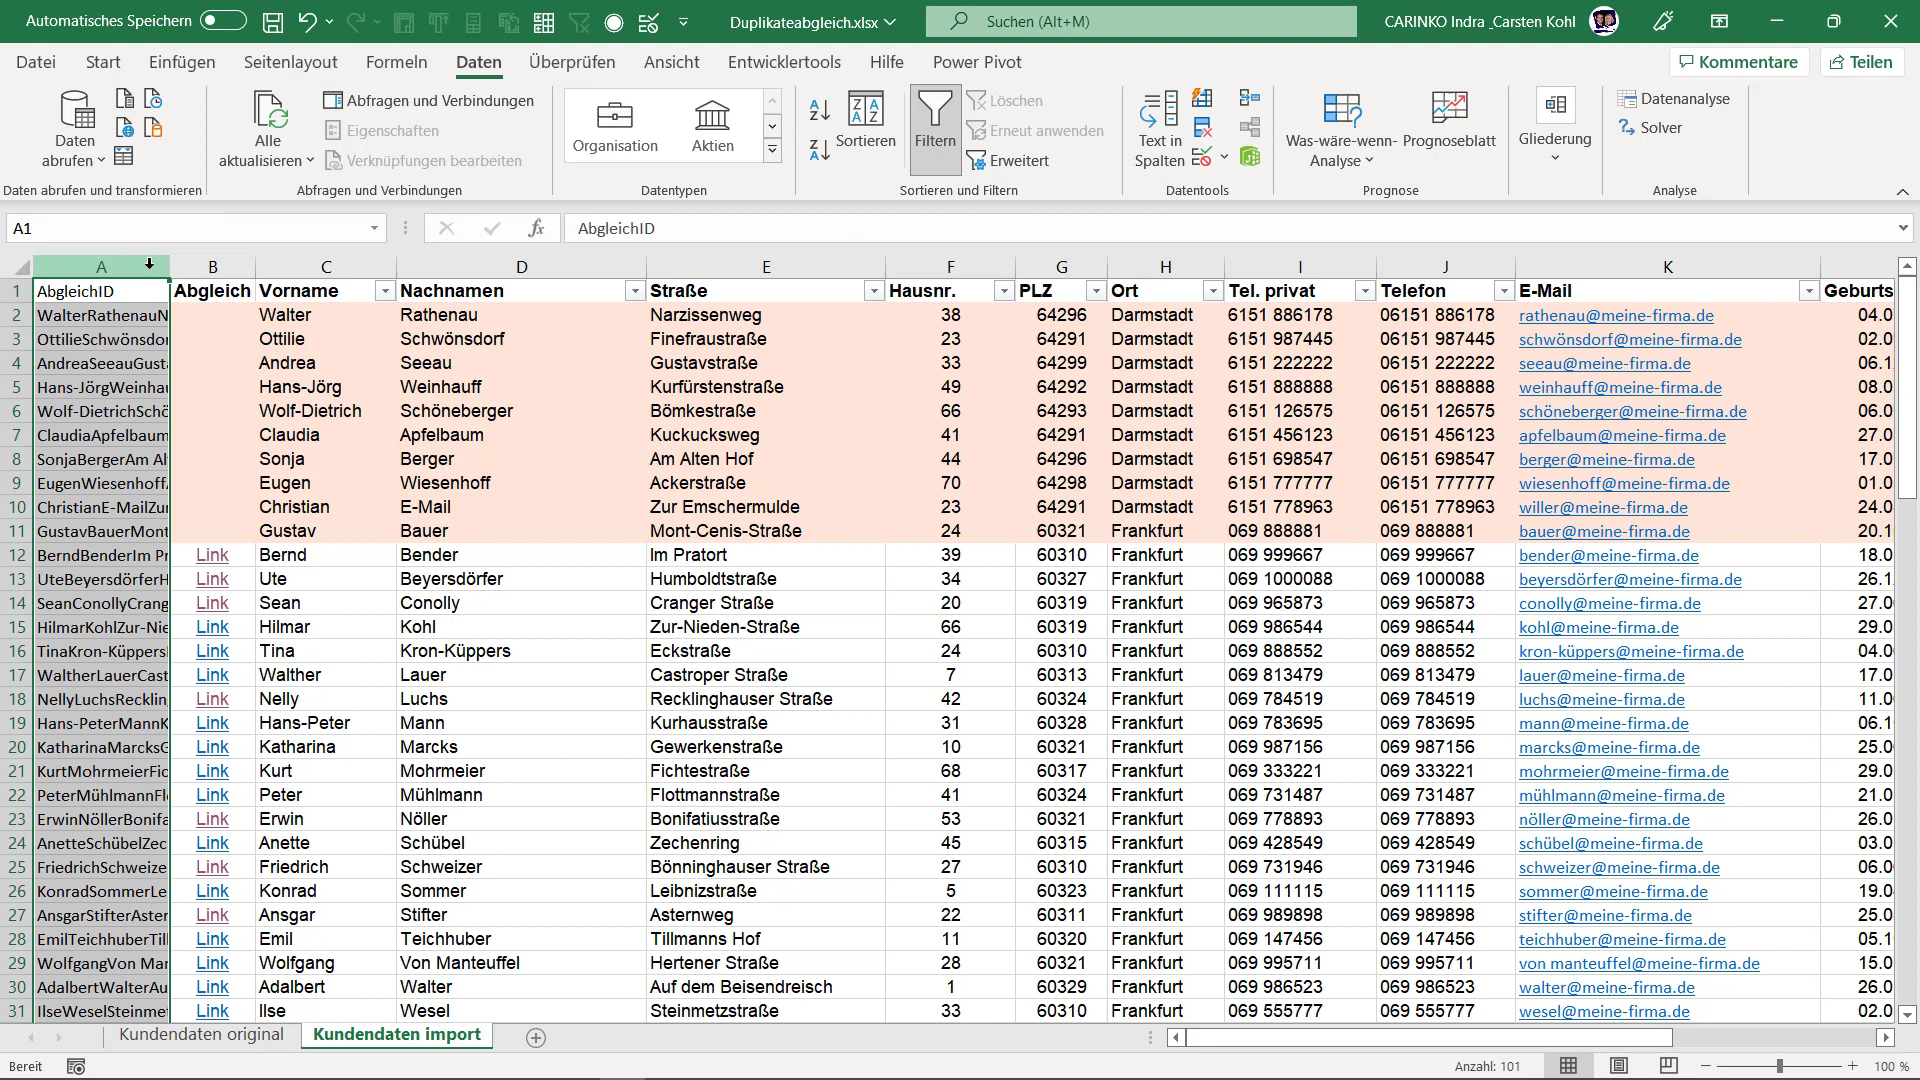 Automatisches Speichern
Duplikateabgleich.xlsx
Suchen (Alt+M)
CARINKO Indra _Carsten Kohl
Datei Start Einfügen Seitenlayout Formeln Daten Überprüfen Ansicht Entwicklertools Hilfe Power Pivot
Kommentare Teilen
Daten abrufen
Alle aktualisieren
Abfragen und Verbindungen
Eigenschaften
Verknüpfungen bearbeiten
Organisation Aktien
Sortieren
Filtern
Löschen
Erneut anwenden
Erweitert
Text in Spalten
Was-wäre-wenn-Analyse
Prognoseblatt
Gliederung
Datenanalyse
Solver
Daten abrufen und transformieren Abfragen und Verbindungen Datentypen Sortieren und Filtern Datentools Prognose Analyse
A1 fx AbgleichID
A B C D E F G H I J K
1 AbgleichID Abgleich Vorname Nachnamen Straße Hausnr. PLZ Ort Tel. privat Telefon E-Mail Geburts
2 WalterRathenauN Walter Rathenau Narzissenweg 38 64296 Darmstadt 6151 886178 06151 886178 rathenau@meine-firma.de 04.0
3 OttilieSchwönsdor Ottilie Schwönsdorf Finefraustraße 23 64291 Darmstadt 6151 987445 06151 987445 schwönsdorf@meine-firma.de 02.0
4 AndreaSeeauGusta Andrea Seeau Gustavstraße 33 64299 Darmstadt 6151 222222 06151 222222 seeau@meine-firma.de 06.1
5 Hans-JörgWeinhau Hans-Jörg Weinhauff Kurfürstenstraße 49 64292 Darmstadt 6151 888888 06151 888888 weinhauff@meine-firma.de 08.0
6 Wolf-DietrichSchö Wolf-Dietrich Schöneberger Bömkestraße 66 64293 Darmstadt 6151 126575 06151 126575 schöneberger@meine-firma.de 06.0
7 ClaudiaApfelbaum Claudia Apfelbaum Kuckucksweg 41 64291 Darmstadt 6151 456123 06151 456123 apfelbaum@meine-firma.de 27.0
8 SonjaBergerAm Al Sonja Berger Am Alten Hof 44 64296 Darmstadt 6151 698547 06151 698547 berger@meine-firma.de 17.0
9 EugenWiesenhoffA Eugen Wiesenhoff Ackerstraße 70 64298 Darmstadt 6151 777777 06151 777777 wiesenhoff@meine-firma.de 01.0
10 ChristianE-MailZur Christian E-Mail Zur Emschermulde 23 64291 Darmstadt 6151 778963 06151 778963 willer@meine-firma.de 24.0
11 GustavBauerMont Gustav Bauer Mont-Cenis-Straße 24 60321 Frankfurt 069 888881 069 888881 bauer@meine-firma.de 20.1
12 BerndBenderIm Pr Link Bernd Bender Im Pratort 39 60310 Frankfurt 069 999667 069 999667 bender@meine-firma.de 18.0
13 UteBeyersdörferH Link Ute Beyersdörfer Humboldtstraße 34 60327 Frankfurt 069 1000088 069 1000088 beyersdörfer@meine-firma.de 26.1
14 SeanConollyCrang Link Sean Conolly Cranger Straße 20 60319 Frankfurt 069 965873 069 965873 conolly@meine-firma.de 27.0
15 HilmarKohlZur-Nie Link Hilmar Kohl Zur-Nieden-Straße 66 60319 Frankfurt 069 986544 069 986544 kohl@meine-firma.de 29.0
16 TinaKron-Küppers Link Tina Kron-Küppers Eckstraße 24 60310 Frankfurt 069 888552 069 888552 kron-küppers@meine-firma.de 04.0
17 WaltherLauerCast Link Walther Lauer Castroper Straße 7 60313 Frankfurt 069 813479 069 813479 lauer@meine-firma.de 17.0
18 NellyLuchsRecklin Link Nelly Luchs Recklinghauser Straße 42 60324 Frankfurt 069 784519 069 784519 luchs@meine-firma.de 11.0
19 Hans-PeterMannK Link Hans-Peter Mann Kurhausstraße 31 60328 Frankfurt 069 783695 069 783695 mann@meine-firma.de 06.1
20 KatharinaMarcksG Link Katharina Marcks Gewerkenstraße 10 60321 Frankfurt 069 987156 069 987156 marcks@meine-firma.de 25.0
21 KurtMohrmeierFic Link Kurt Mohrmeier Fichtestraße 68 60317 Frankfurt 069 333221 069 333221 mohrmeier@meine-firma.de 29.0
22 PeterMühlmannFl Link Peter Mühlmann Flottmannstraße 41 60324 Frankfurt 069 731487 069 731487 mühlmann@meine-firma.de 21.0
23 ErwinNöllerBonifa Link Erwin Nöller Bonifatiusstraße 53 60321 Frankfurt 069 778893 069 778893 nöller@meine-firma.de 26.0
24 AnetteSchübelZec Link Anette Schübel Zechenring 45 60315 Frankfurt 069 428549 069 428549 schübel@meine-firma.de 03.0
25 FriedrichSchweize Link Friedrich Schweizer Bönninghauser Straße 27 60310 Frankfurt 069 731946 069 731946 schweizer@meine-firma.de 06.0
26 KonradSommerLe Link Konrad Sommer Leibnizstraße 5 60323 Frankfurt 069 111115 069 111115 sommer@meine-firma.de 19.0
27 AnsgarStifterAster Link Ansgar Stifter Asternweg 22 60311 Frankfurt 069 989898 069 989898 stifter@meine-firma.de 25.0
28 EmilTeichhuberTill Link Emil Teichhuber Tillmanns Hof 11 60320 Frankfurt 069 147456 069 147456 teichhuber@meine-firma.de 05.1
29 WolfgangVon Mar Link Wolfgang Von Manteuffel Hertener Straße 28 60321 Frankfurt 069 995711 069 995711 von manteuffel@meine-firma.de 15.0
30 AdalbertWalterAu Link Adalbert Walter Auf dem Beisendreisch 1 60329 Frankfurt 069 986523 069 986523 walter@meine-firma.de 26.0
31 IlseWeselSteinmet Link Ilse Wesel Steinmetzstraße 33 60310 Frankfurt 069 555777 069 555777 wesel@meine-firma.de 02.0
Kundendaten original Kundendaten import
Bereit Anzahl: 101 100 %